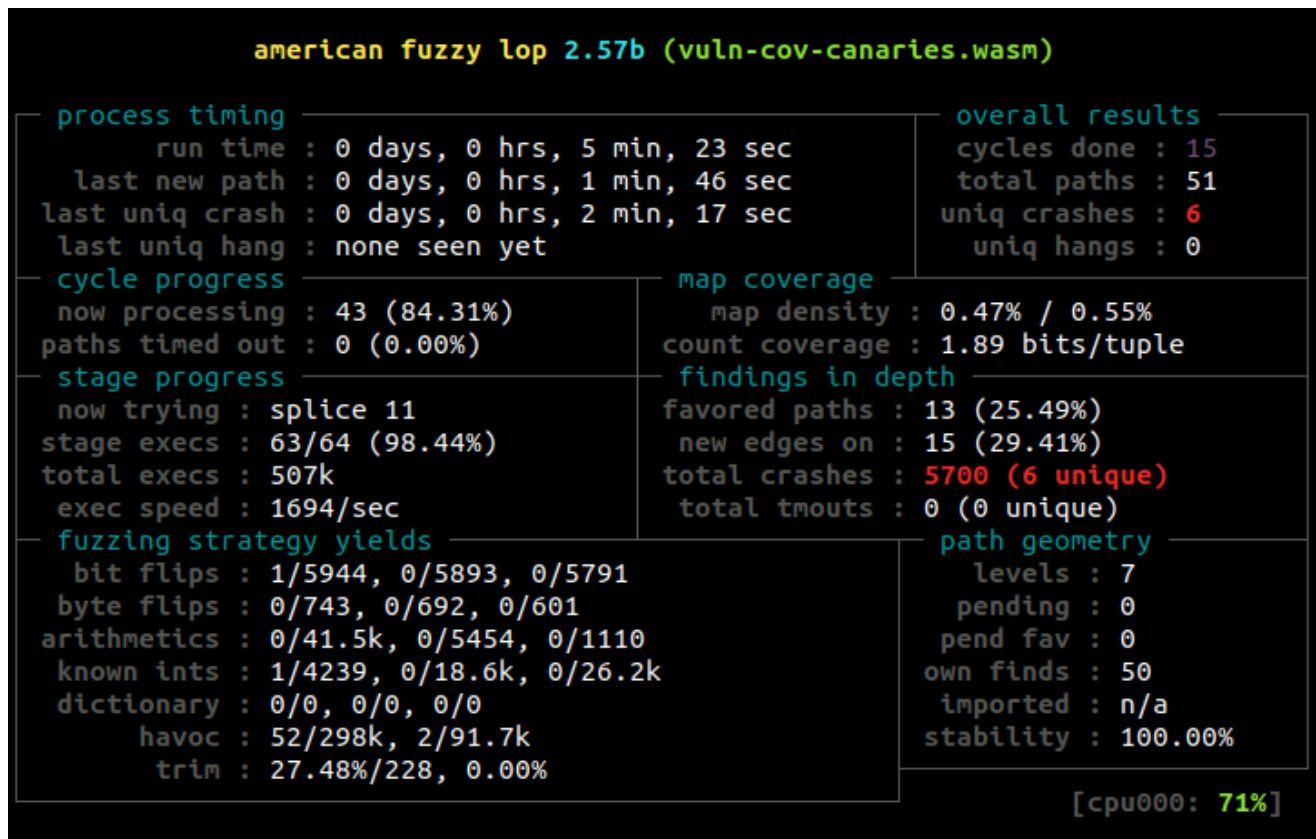 american fuzzy lop 2.57b (vuln-cov-canaries.wasm)
process timing
run time : 0 days, 0 hrs, 5 min, 23 sec
last new path : 0 days, 0 hrs, 1 min, 46 sec
last uniq crash : 0 days, 0 hrs, 2 min, 17 sec
last uniq hang : none seen yet
overall results
cycles done : 15
total paths : 51
uniq crashes : 6
uniq hangs : 0
cycle progress
now processing : 43 (84.31%)
paths timed out : 0 (0.00%)
map coverage
map density : 0.47% / 0.55%
count coverage : 1.89 bits/tuple
stage progress
now trying : splice 11
stage execs : 63/64 (98.44%)
total execs : 507k
exec speed : 1694/sec
findings in depth
favored paths : 13 (25.49%)
new edges on : 15 (29.41%)
total crashes : 5700 (6 unique)
total tmouts : 0 (0 unique)
fuzzing strategy yields
bit flips : 1/5944, 0/5893, 0/5791
byte flips : 0/743, 0/692, 0/601
arithmetics : 0/41.5k, 0/5454, 0/1110
known ints : 1/4239, 0/18.6k, 0/26.2k
dictionary : 0/0, 0/0, 0/0
havoc : 52/298k, 2/91.7k
trim : 27.48%/228, 0.00%
path geometry
levels : 7
pending : 0
pend fav : 0
own finds : 50
imported : n/a
stability : 100.00%
[cpu000: 71%]